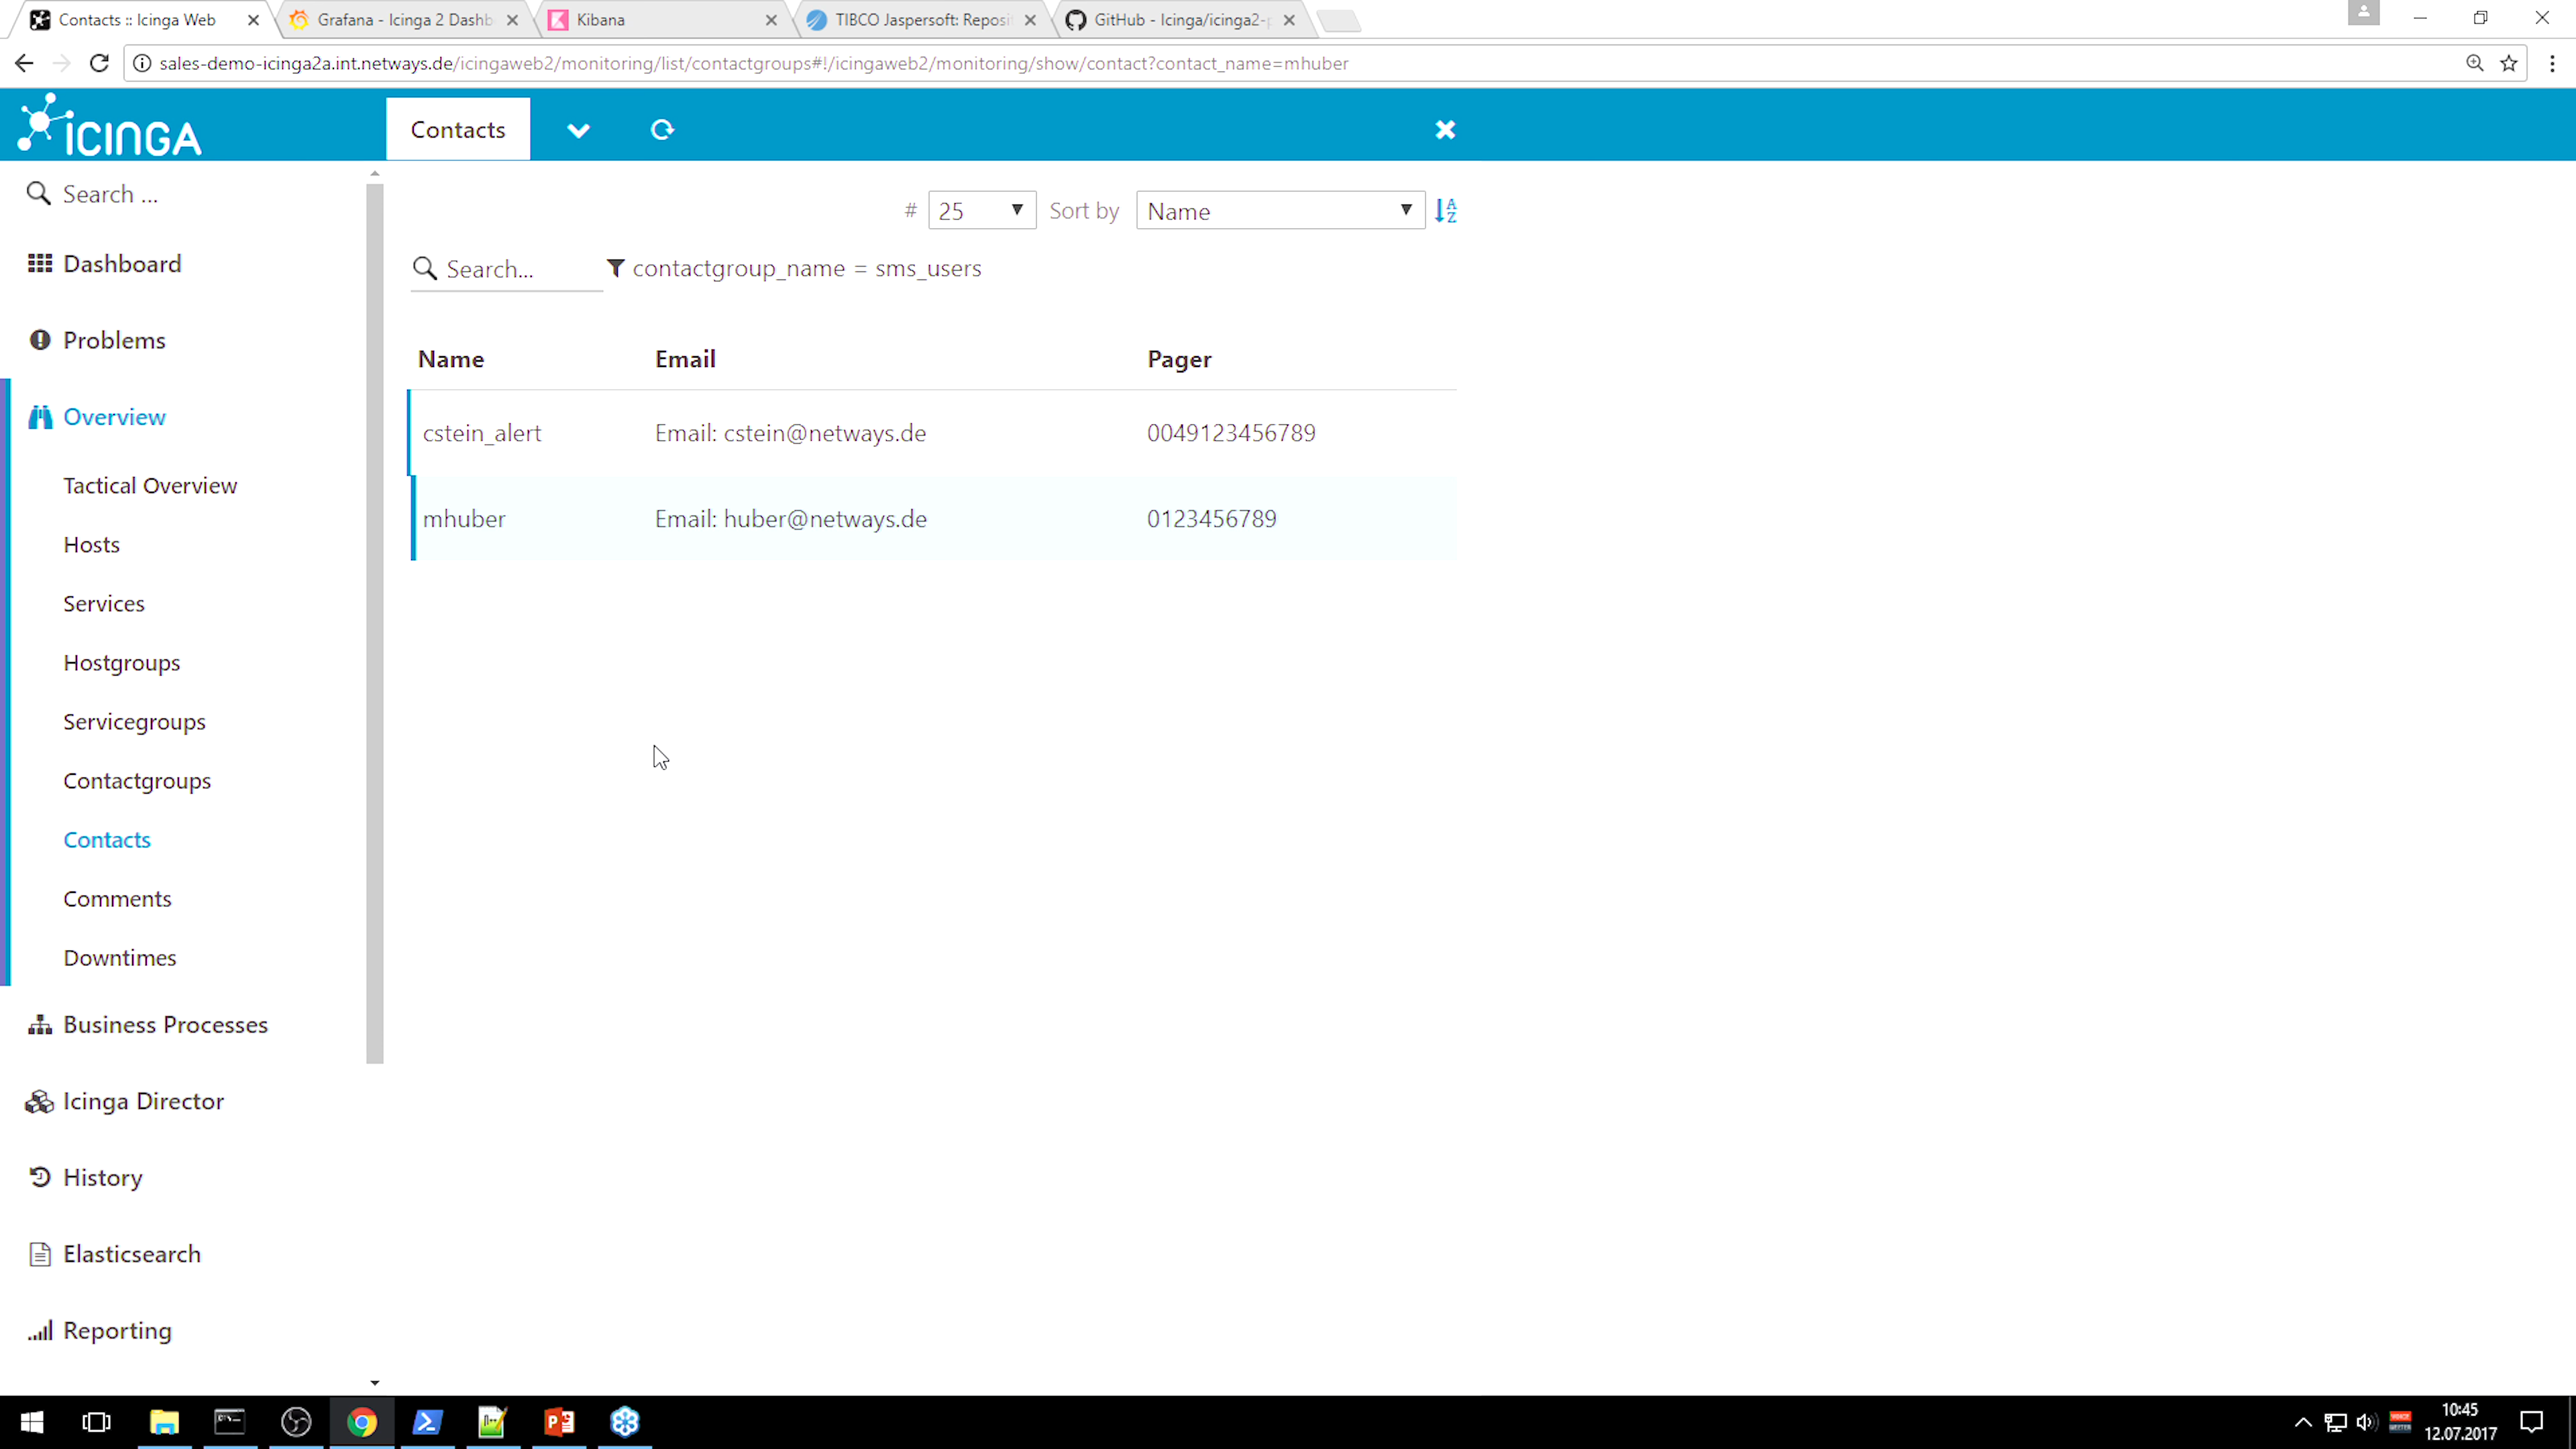 Contacts :: Icinga Web
Grafana - Icinga 2 Dashb
Kibana
TIBCO Jaspersoft: Reposi
GitHub - Icinga/icinga2-p
sales-demo-icinga2a.int.netways.de/icingaweb2/monitoring/list/contactgroups#!/icingaweb2/monitoring/show/contact?contact_name=mhuber
ICINGA
Contacts
Search ...
# 25 Sort by Name
Search...
contactgroup_name = sms_users
Dashboard
Problems
Overview
Tactical Overview
Hosts
Services
Hostgroups
Servicegroups
Contactgroups
Contacts
Comments
Downtimes
Business Processes
Icinga Director
History
Elasticsearch
Reporting
Name Email Pager
cstein_alert Email: cstein@netways.de 0049123456789
mhuber Email: huber@netways.de 0123456789
10:45
12.07.2017